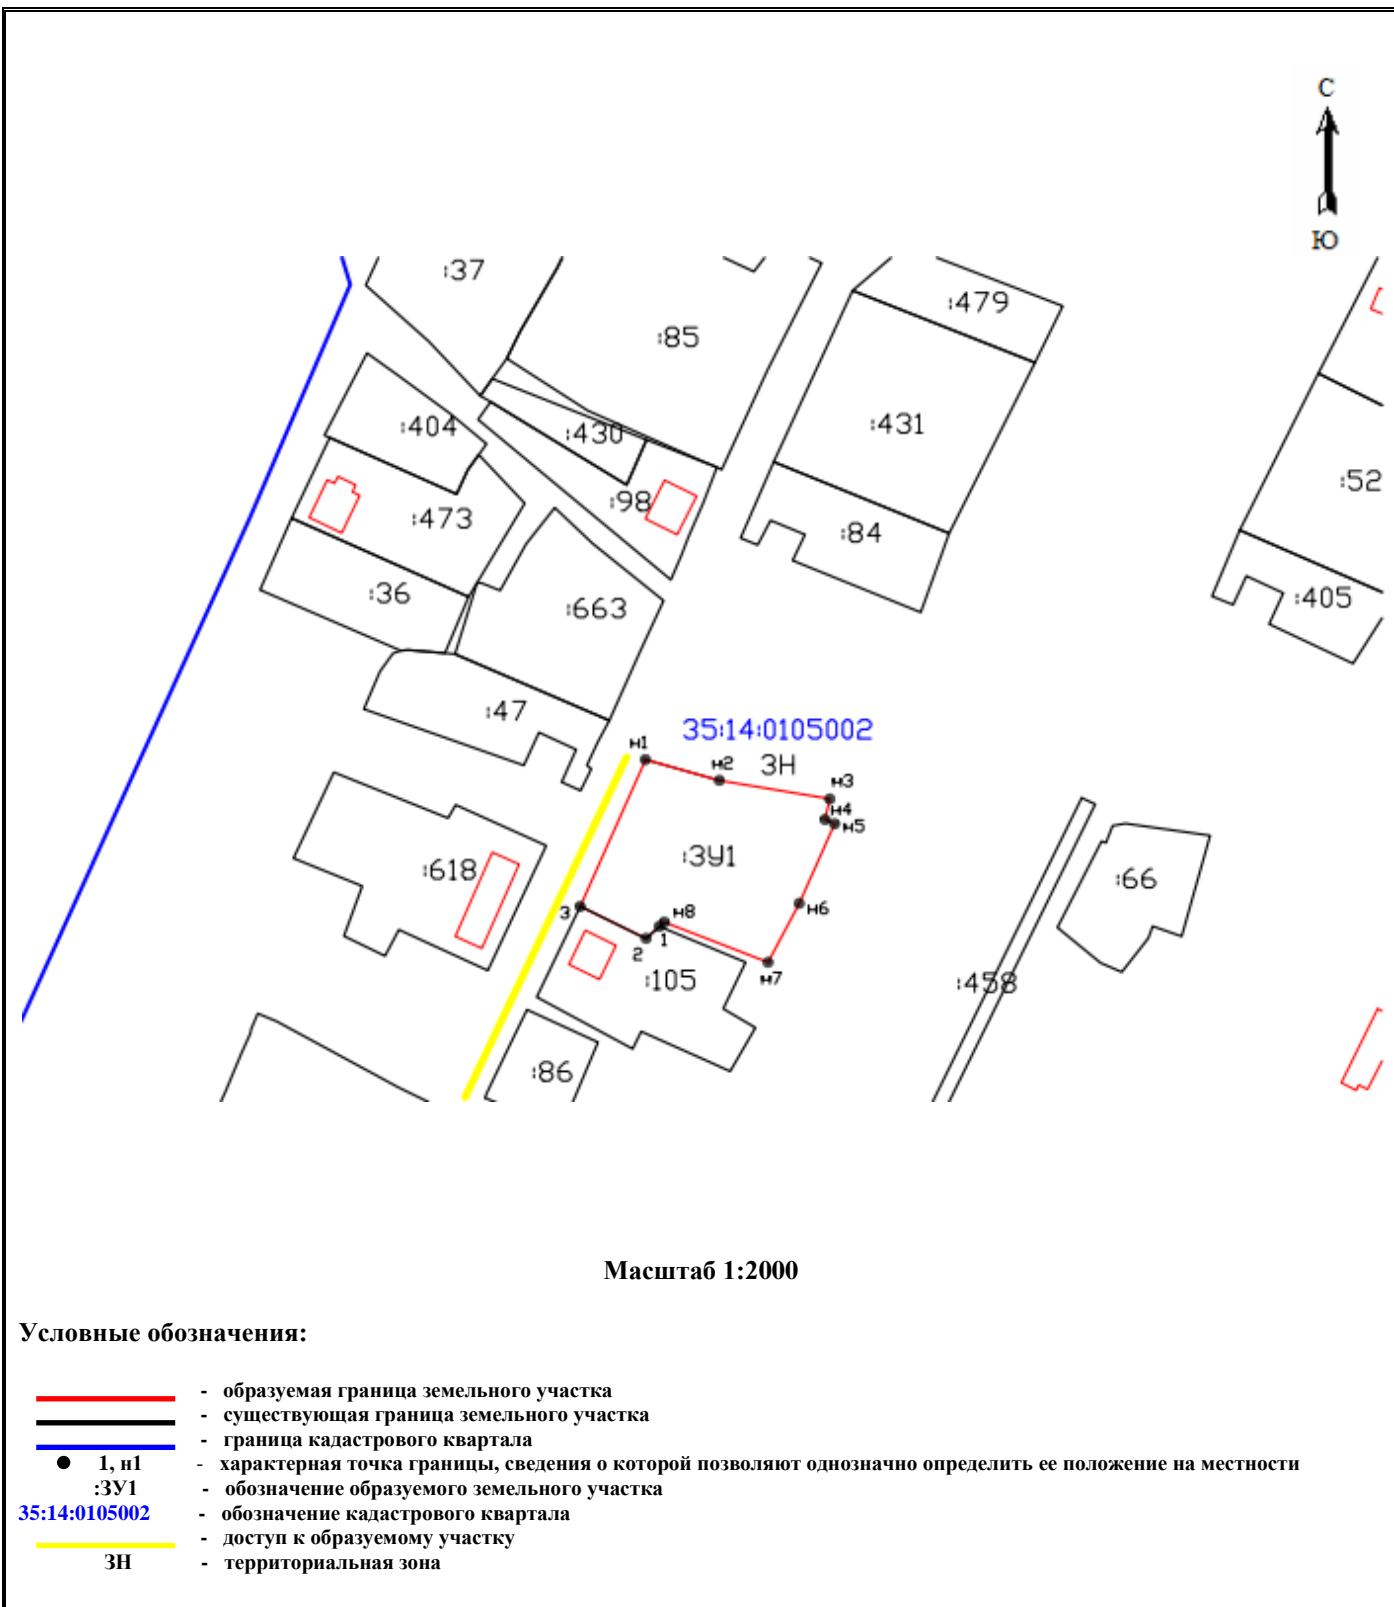 С
Ю
:37
:479
:85
:404
:430
:431
:52
:98
:473
:84
:36
:663
:405
:47
35:14:0105002
н1
н2
ЗН
н3
н4
н5
:ЗУ1
:618
:66
3
н8
н6
1
2
н7
:105
:458
:86
Масштаб 1:2000
Условные обозначения:
- образуемая граница земельного участка
- существующая граница земельного участка
- граница кадастрового квартала
1, н1 - характерная точка границы, сведения о которой позволяют однозначно определить ее положение на местности
:ЗУ1 - обозначение образуемого земельного участка
35:14:0105002 - обозначение кадастрового квартала
- доступ к образуемому участку
ЗН - территориальная зона